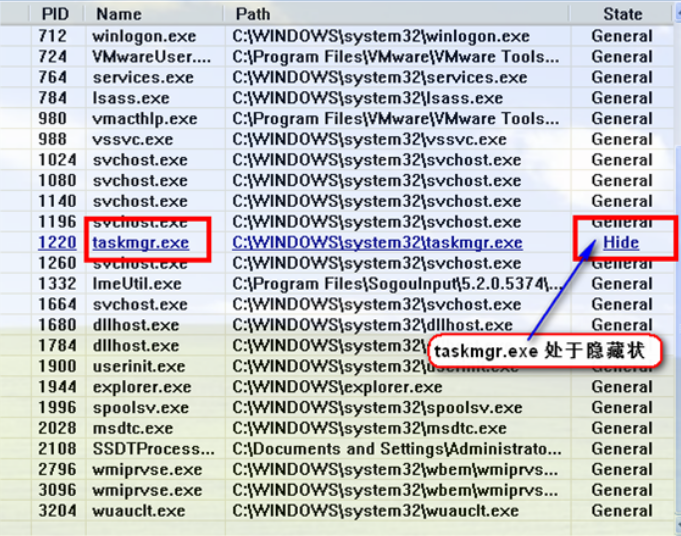 PID Name Path State
712 winlogon.exe C:\WINDOWS\system32\winlogon.exe General
724 VMwareUser.... C:\Program Files\VMware\VMware Tools... General
764 services.exe C:\WINDOWS\system32\services.exe General
784 lsass.exe C:\WINDOWS\system32\lsass.exe General
980 vmacthlp.exe C:\Program Files\VMware\VMware Tools... General
988 vssvc.exe C:\WINDOWS\system32\vssvc.exe General
1024 svchost.exe C:\WINDOWS\system32\svchost.exe General
1080 svchost.exe C:\WINDOWS\system32\svchost.exe General
1140 svchost.exe C:\WINDOWS\system32\svchost.exe General
1196 svchost.exe C:\WINDOWS\system32\svchost.exe General
1220 taskmgr.exe C:\WINDOWS\system32\taskmgr.exe Hide
1260 svchost.exe C:\WINDOWS\system32\svchost.exe General
1332 ImeUtil.exe C:\Program Files\SogouInput\5.2.0.5374\... General
1664 svchost.exe C:\WINDOWS\system32\svchost.exe General
1680 dllhost.exe C:\WINDOWS\system32\dllhost.exe General
1784 dllhost.exe C:\WINDOWS\system32\
taskmgr.exe 处于隐藏状
1900 userinit.exe C:\WINDOWS\system32\userinit.exe General
1944 explorer.exe C:\WINDOWS\explorer.exe General
1996 spoolsv.exe C:\WINDOWS\system32\spoolsv.exe General
2028 msdtc.exe C:\WINDOWS\system32\msdtc.exe General
2108 SSDTProcess... C:\Documents and Settings\Administrato... General
2796 wmiprvse.exe C:\WINDOWS\system32\wbem\wmiprvs... General
3096 wmiprvse.exe C:\WINDOWS\system32\wbem\wmiprvs... General
3204 wuauclt.exe C:\WINDOWS\system32\wuauclt.exe General